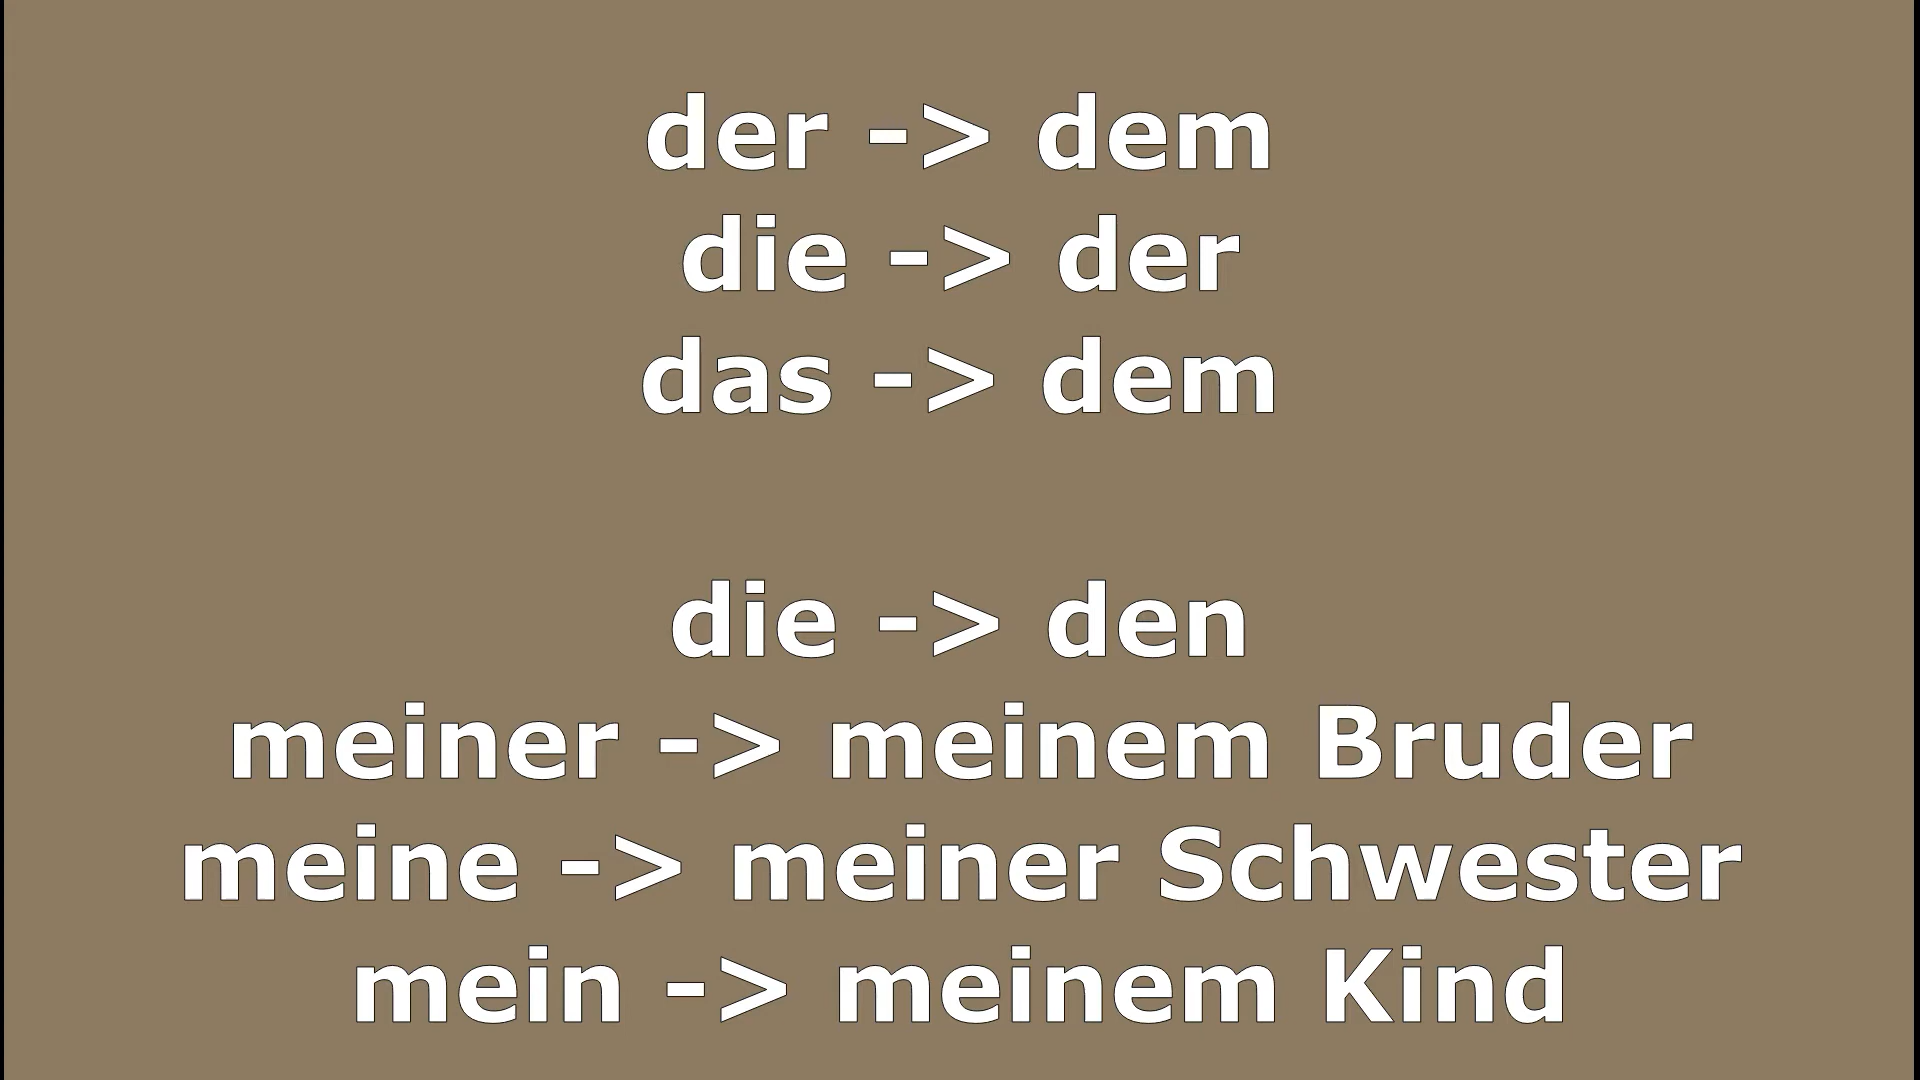 der -> dem
die -> der
das -> dem
die -> den
meiner -> meinem Bruder
meine -> meiner Schwester
mein -> meinem Kind